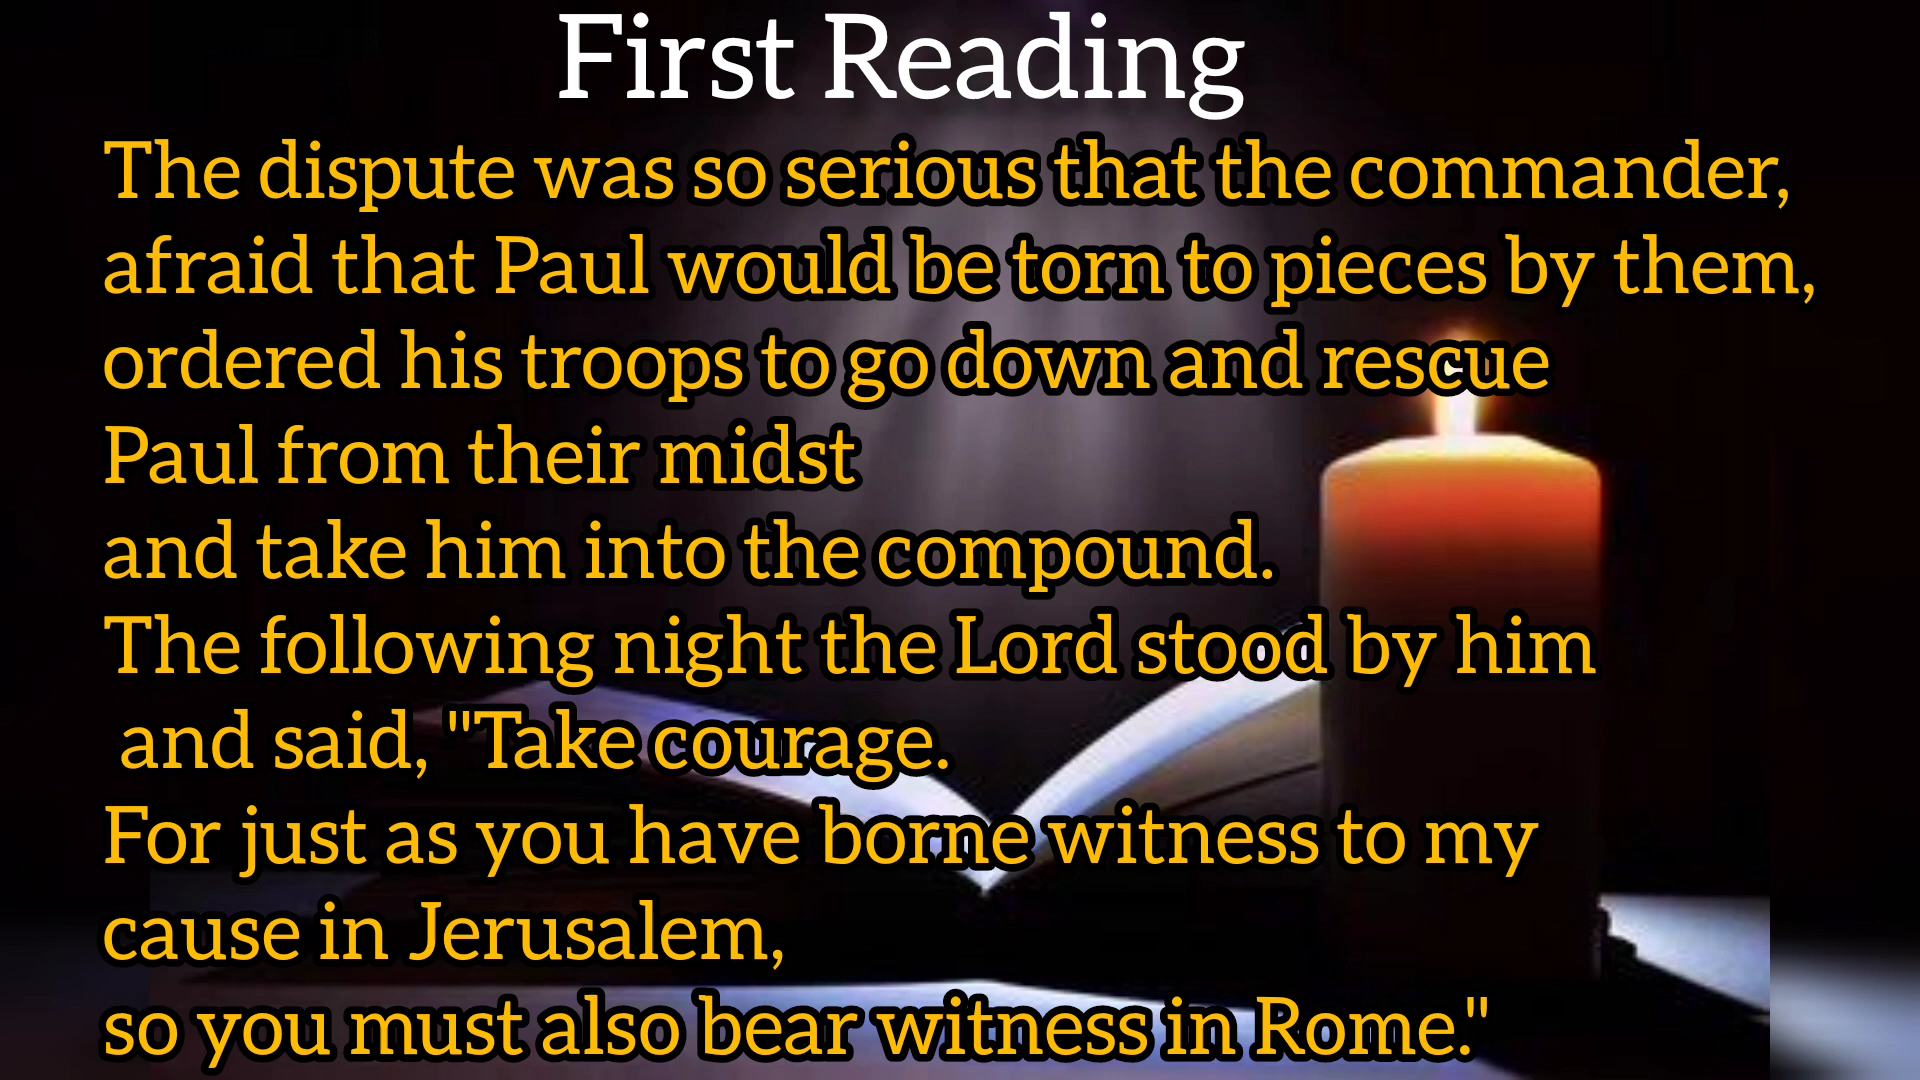 First Reading
The dispute was so serious that the commander,
afraid that Paul would be torn to pieces by them,
ordered his troops to go down and rescue
Paul from their midst
and take him into the compound.
The following night the Lord stood by him
and said, "Take courage.
For just as you have borne witness to my
cause in Jerusalem,
so you must also bear witness in Rome."